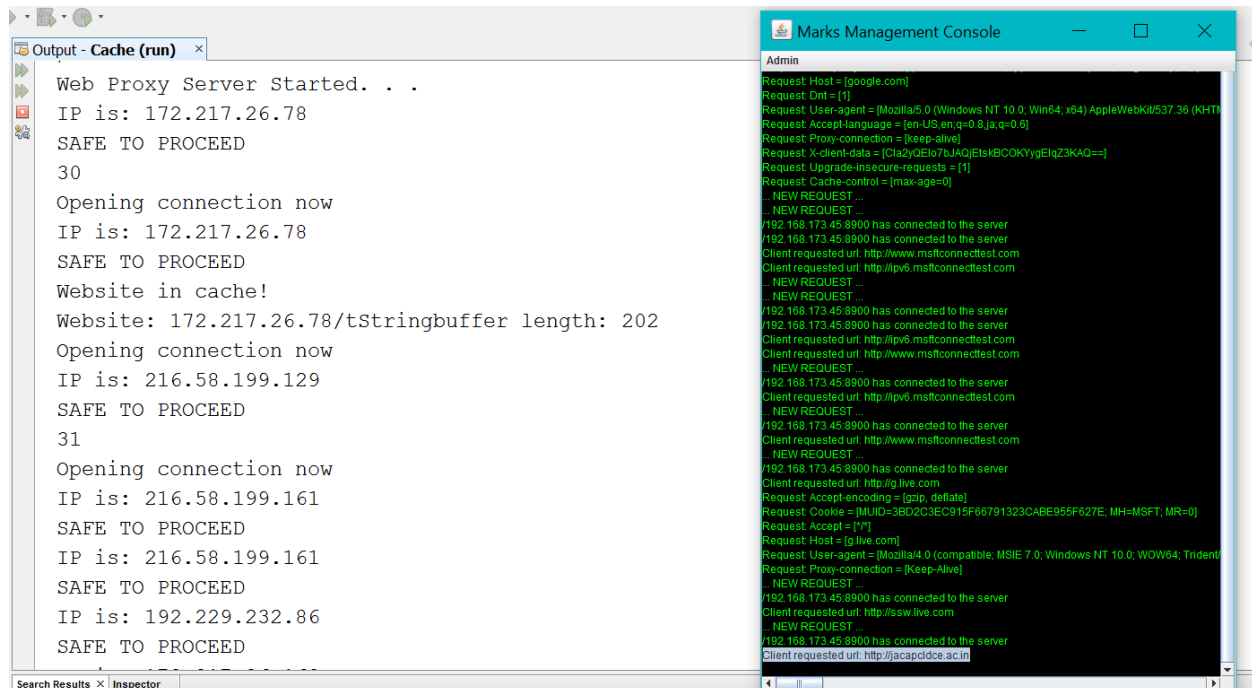 Output - Cache (run) ×
Web Proxy Server Started. . .
IP is: 172.217.26.78
SAFE TO PROCEED
30
Opening connection now
IP is: 172.217.26.78
SAFE TO PROCEED
Website in cache!
Website: 172.217.26.78/tStringbuffer length: 202
Opening connection now
IP is: 216.58.199.129
SAFE TO PROCEED
31
Opening connection now
IP is: 216.58.199.161
SAFE TO PROCEED
IP is: 216.58.199.161
SAFE TO PROCEED
IP is: 192.229.232.86
SAFE TO PROCEED
Search Results × Inspector
Marks Management Console
Admin
Request: Host = [google.com]
Request: Dnt = [1]
Request: User-agent = [Mozilla/5.0 (Windows NT 10.0; Win64; x64) AppleWebKit/537.36 (KHTM
Request: Accept-language = [en-US,en;q=0.8,ja;q=0.6]
Request: Proxy-connection = [keep-alive]
Request: X-client-data =
Request: Upgrade-insecure-requests = [1]
Request: Cache-control = [max-age=0]
... NEW REQUEST ...
... NEW REQUEST ...
/192.168.173.45:8900 has connected to the server
/192.168.173.45:8900 has connected to the server
Client requested url: http://www.msftconnecttest.com
Client requested url: http://ipv6.msftconnecttest.com
... NEW REQUEST ...
... NEW REQUEST ...
/192.168.173.45:8900 has connected to the server
/192.168.173.45:8900 has connected to the server
Client requested url: http://ipv6.msftconnecttest.com
Client requested url: http://www.msftconnecttest.com
... NEW REQUEST ...
/192.168.173.45:8900 has connected to the server
Client requested url: http://ipv6.msftconnecttest.com
... NEW REQUEST ...
/192.168.173.45:8900 has connected to the server
Client requested url: http://www.msftconnecttest.com
... NEW REQUEST ...
/192.168.173.45:8900 has connected to the server
Client requested url: http://g.live.com
Request: Accept-encoding = [gzip, deflate]
Request: Cookie = [MUID=3BD2C3EC915F66791323CABE955F627E; MH=MSFT; MR=0]
Request: Accept = [*/*]
Request: Host = [g.live.com]
Request: User-agent = [Mozilla/4.0 (compatible; MSIE 7.0; Windows NT 10.0; WOW64; Trident/
Request: Proxy-connection = [Keep-Alive]
... NEW REQUEST ...
/192.168.173.45:8900 has connected to the server
Client requested url: http://ssw.live.com
... NEW REQUEST ...
/192.168.173.45:8900 has connected to the server
Client requested url: http://jacapcldce.ac.in